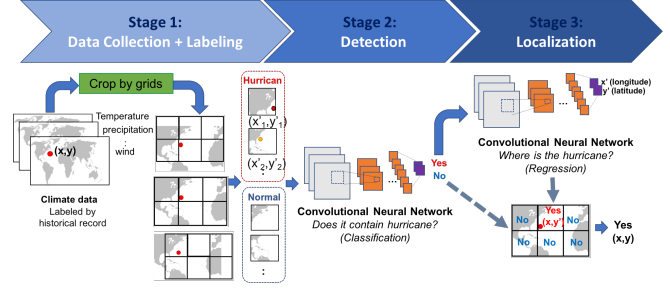 Stage 1:
Data Collection + Labeling
Stage 2:
Detection
Stage 3:
Localization
Crop by grids
(x,y)
Climate data
Labeled by
historical record
Temperature
precipitation
:
wind
Hurrican
(x'1,y'1)
(x'2,y'2)
Normal
:
...
Convolutional Neural Network
Does it contain hurricane?
(Classification)
Yes
No
...
x' (longitude)
y' (latitude)
Convolutional Neural Network
Where is the hurricane?
(Regression)
No
Yes
(x,y'')
No
No
No
No
Yes
(x,y)